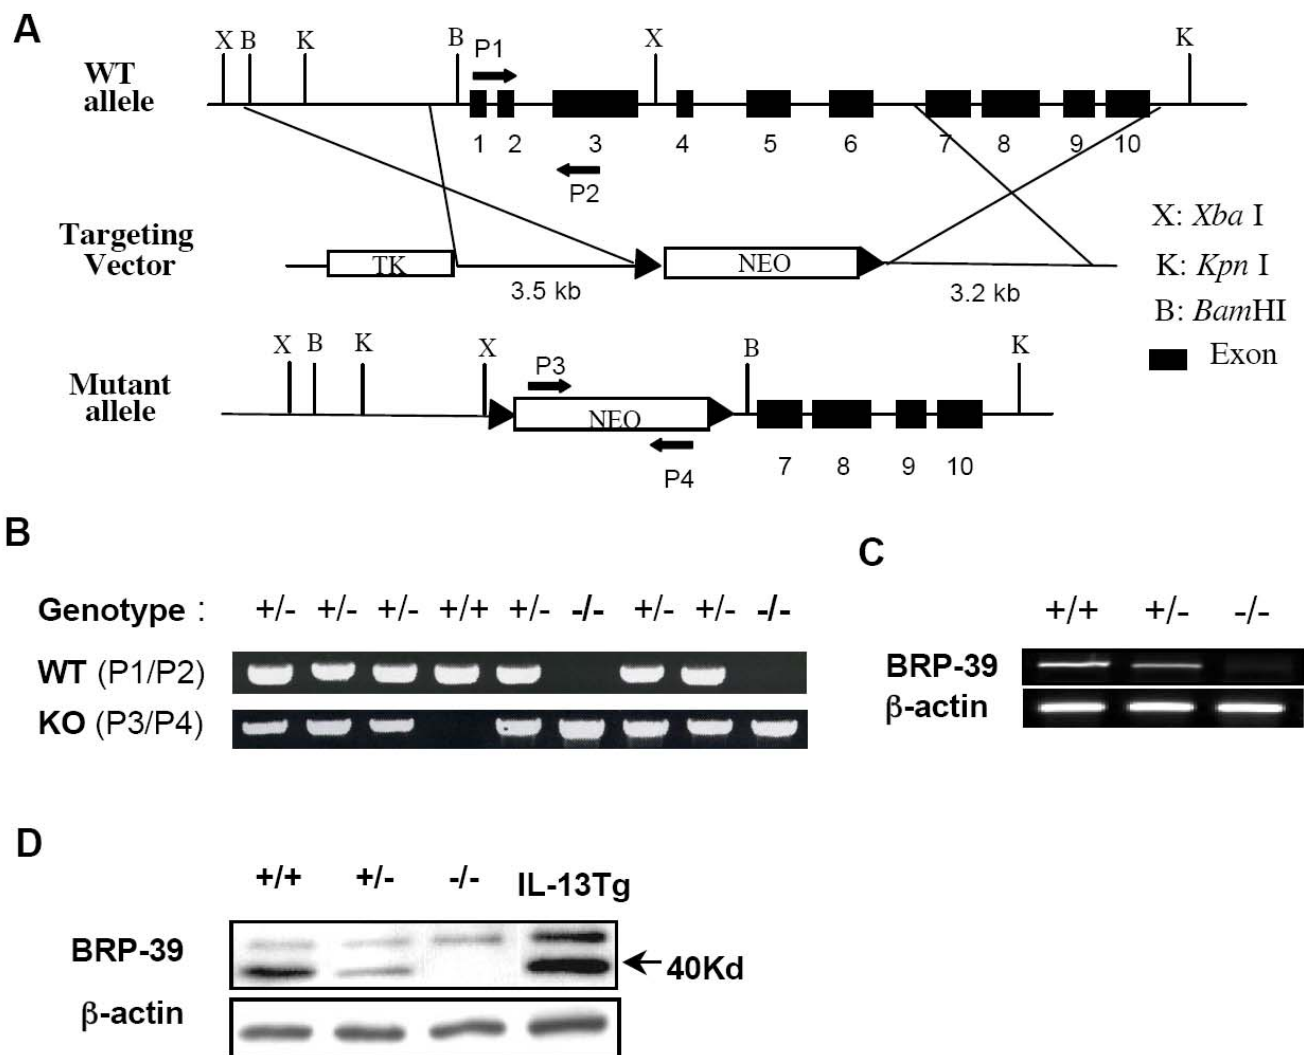 A
X B K B P1 X K
WT
allele
1 2 3 4 5 6 7 8 9 10
P2
Targeting
Vector
TK NEO
3.5 kb 3.2 kb
X: Xba I
K: Kpn I
B: BamHI
Exon
X B K X P3 B K
Mutant
allele
NEO
P4
7 8 9 10
B
Genotype : +/- +/- +/- +/+ +/- -/- +/- +/- -/-
WT (P1/P2)
KO (P3/P4)
C
+/+ +/- -/-
BRP-39
β-actin
D
+/+ +/- -/- IL-13Tg
BRP-39
40Kd
β-actin